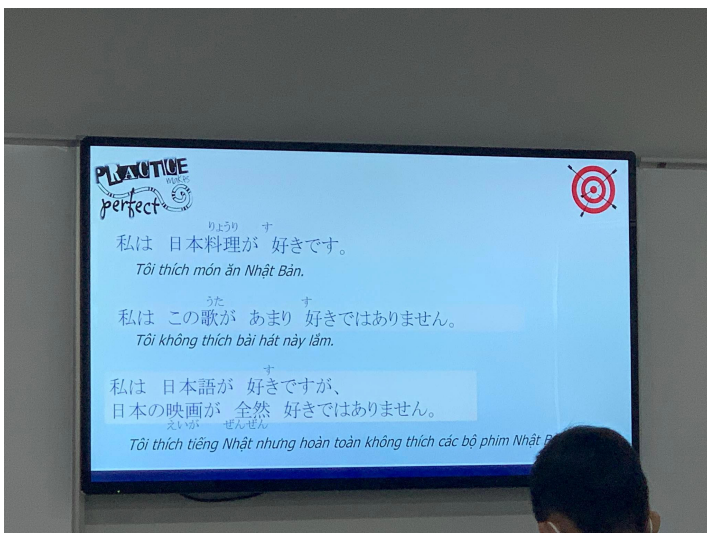 PRACTICE
makes
perfect
りょうり す
私は 日本料理が 好きです。
Tôi thích món ăn Nhật Bản.
うた す
私は この歌が あまり 好きではありません。
Tôi không thích bài hát này lắm.
す
私は 日本語が 好きですが、
日本の映画が 全然 好きではありません。
えいが ぜんぜん
Tôi thích tiếng Nhật nhưng hoàn toàn không thích các bộ phim Nhật